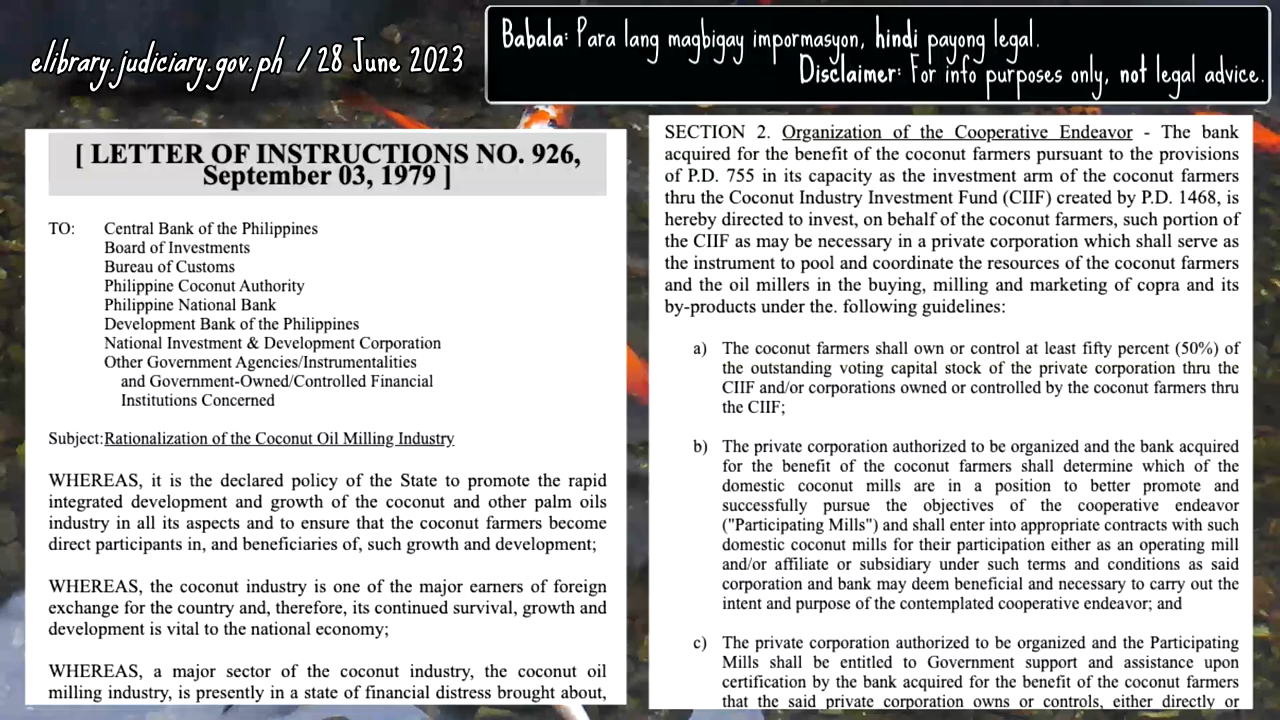 elibrary.judiciary.gov.ph / 28 June 2023
Babala: Para lang magbigay impormasyon, hindi payong legal.
Disclaimer: For info purposes only, not legal advice.
[ LETTER OF INSTRUCTIONS NO. 926,
September 03, 1979 ]
TO: Central Bank of the Philippines
Board of Investments
Bureau of Customs
Philippine Coconut Authority
Philippine National Bank
Development Bank of the Philippines
National Investment & Development Corporation
Other Government Agencies/Instrumentalities
and Government-Owned/Controlled Financial
Institutions Concerned
Subject:Rationalization of the Coconut Oil Milling Industry
WHEREAS, it is the declared policy of the State to promote the rapid
integrated development and growth of the coconut and other palm oils
industry in all its aspects and to ensure that the coconut farmers become
direct participants in, and beneficiaries of, such growth and development;
WHEREAS, the coconut industry is one of the major earners of foreign
exchange for the country and, therefore, its continued survival, growth and
development is vital to the national economy;
WHEREAS, a major sector of the coconut industry, the coconut oil
milling industry, is presently in a state of financial distress brought about,
SECTION 2. Organization of the Cooperative Endeavor - The bank
acquired for the benefit of the coconut farmers pursuant to the provisions
of P.D. 755 in its capacity as the investment arm of the coconut farmers
thru the Coconut Industry Investment Fund (CIIF) created by P.D. 1468, is
hereby directed to invest, on behalf of the coconut farmers, such portion of
the CIIF as may be necessary in a private corporation which shall serve as
the instrument to pool and coordinate the resources of the coconut farmers
and the oil millers in the buying, milling and marketing of copra and its
by-products under the. following guidelines:
a) The coconut farmers shall own or control at least fifty percent (50%) of
the outstanding voting capital stock of the private corporation thru the
CIIF and/or corporations owned or controlled by the coconut farmers thru
the CIIF;
b) The private corporation authorized to be organized and the bank acquired
for the benefit of the coconut farmers shall determine which of the
domestic coconut mills are in a position to better promote and
successfully pursue the objectives of the cooperative endeavor
("Participating Mills") and shall enter into appropriate contracts with such
domestic coconut mills for their participation either as an operating mill
and/or affiliate or subsidiary under such terms and conditions as said
corporation and bank may deem beneficial and necessary to carry out the
intent and purpose of the contemplated cooperative endeavor; and
c) The private corporation authorized to be organized and the Participating
Mills shall be entitled to Government support and assistance upon
certification by the bank acquired for the benefit of the coconut farmers
that the said private corporation owns or controls, either directly or